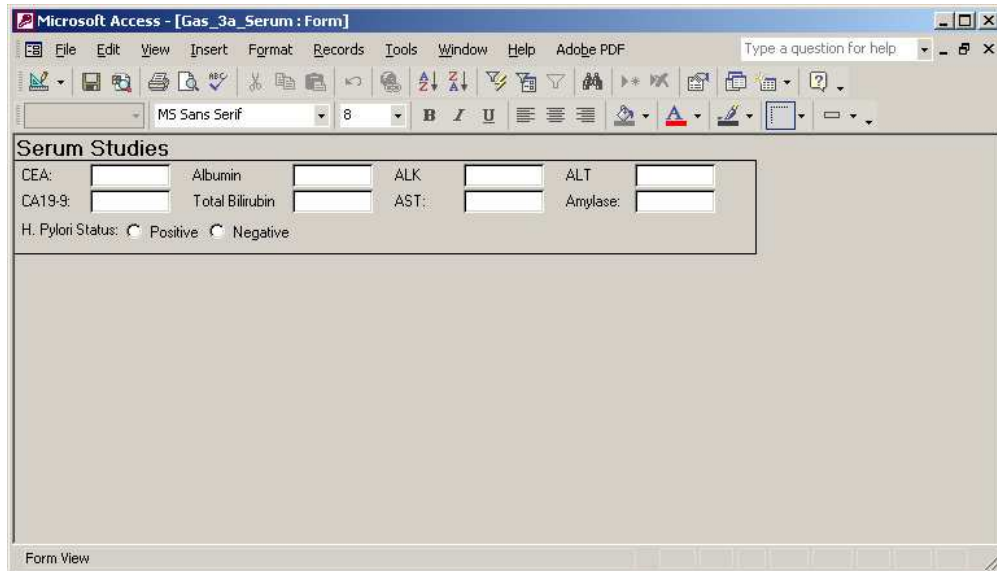 Microsoft Access - [Gas_3a_Serum : Form]
File Edit View Insert Format Records Tools Window Help Adobe PDF Type a question for help
MS Sans Serif 8 B I U
Serum Studies
CEA: Albumin ALK ALT
CA19-9: Total Bilirubin AST: Amylase:
H. Pylori Status: Positive Negative
Form View